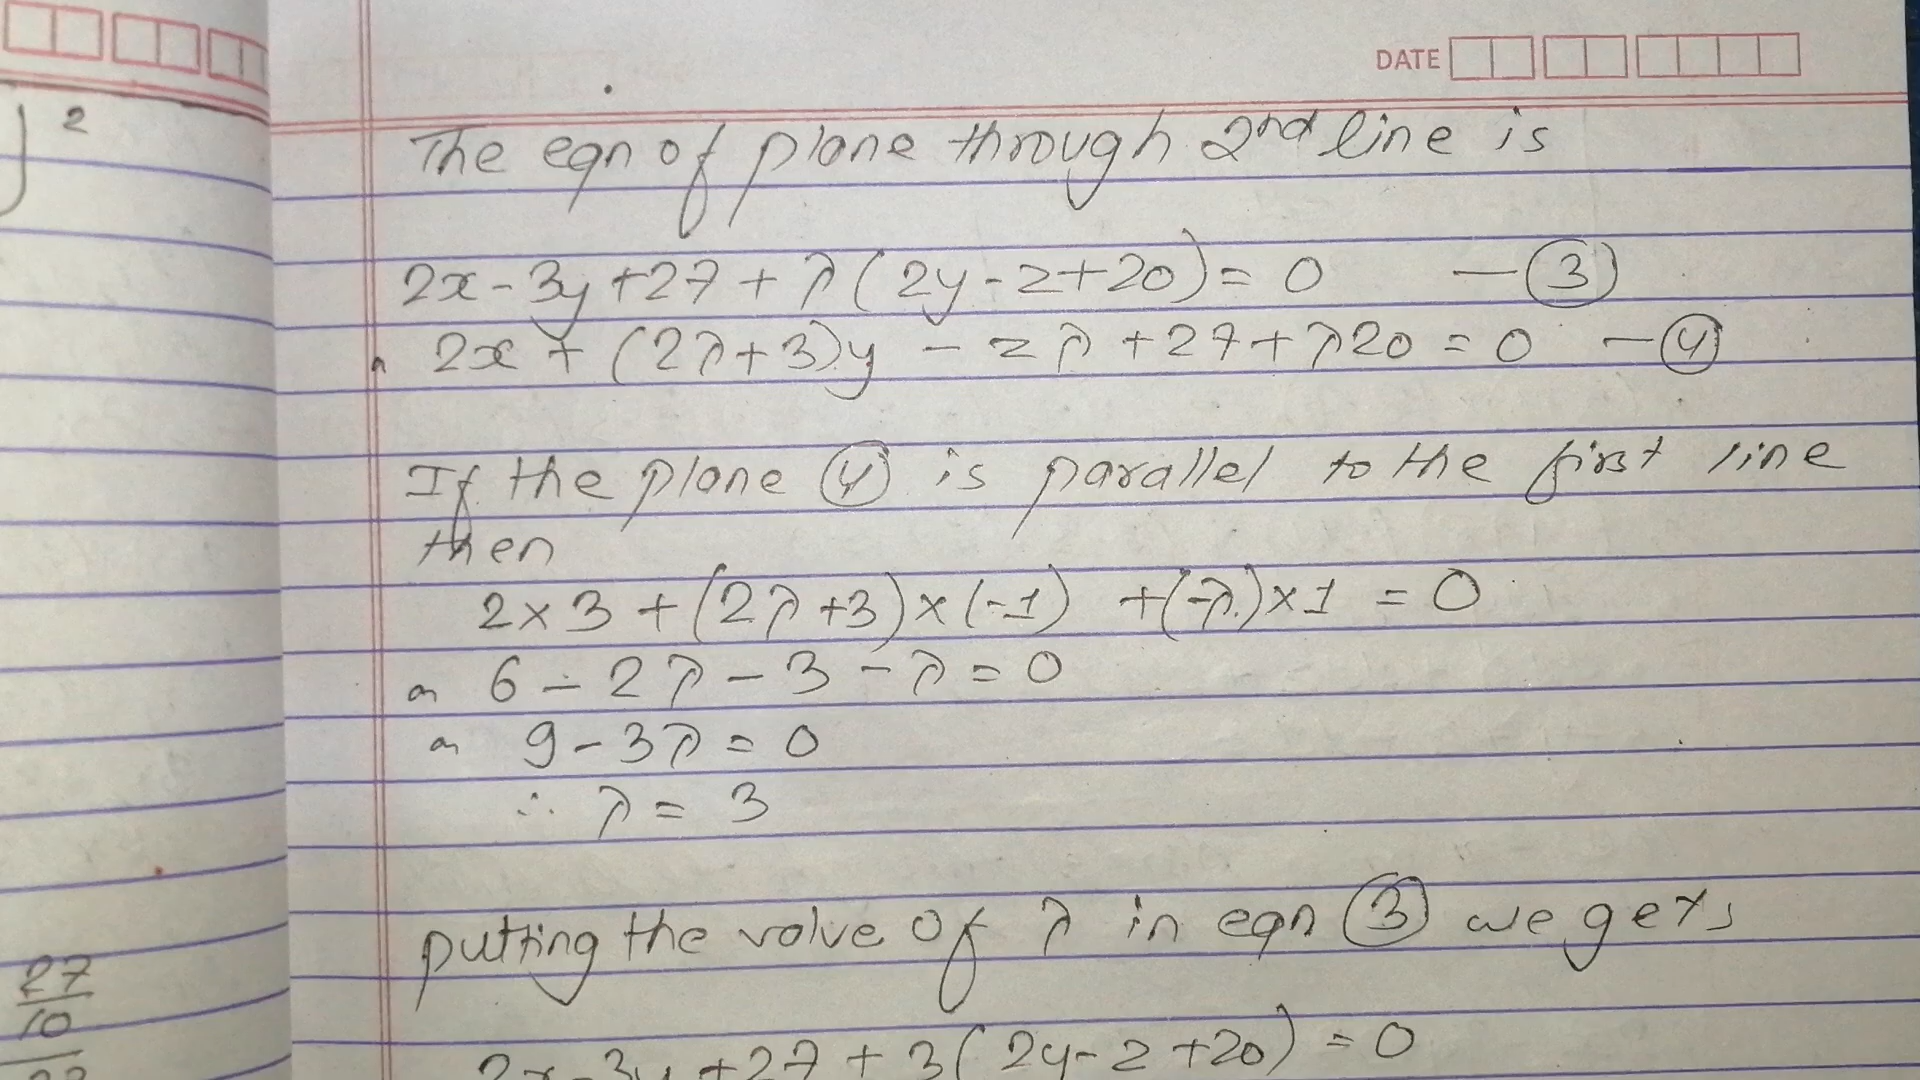 DATE
2
The eqn of plane through 2nd line is
2x - 3y + 27 + λ (2y - z + 20) = 0 — ③
2x + (2λ + 3)y - zλ + 27 + λ20 = 0 — ④
If the plane ④ is parallel to the first line
then
2 × 3 + (2λ + 3) × (-1) + (-λ) × 1 = 0
6 - 2λ - 3 - λ = 0
9 - 3λ = 0
∴ λ = 3
putting the value of λ in eqn ③ we gets
2x - 3y + 27 + 3 (2y - z + 20) = 0
27
10